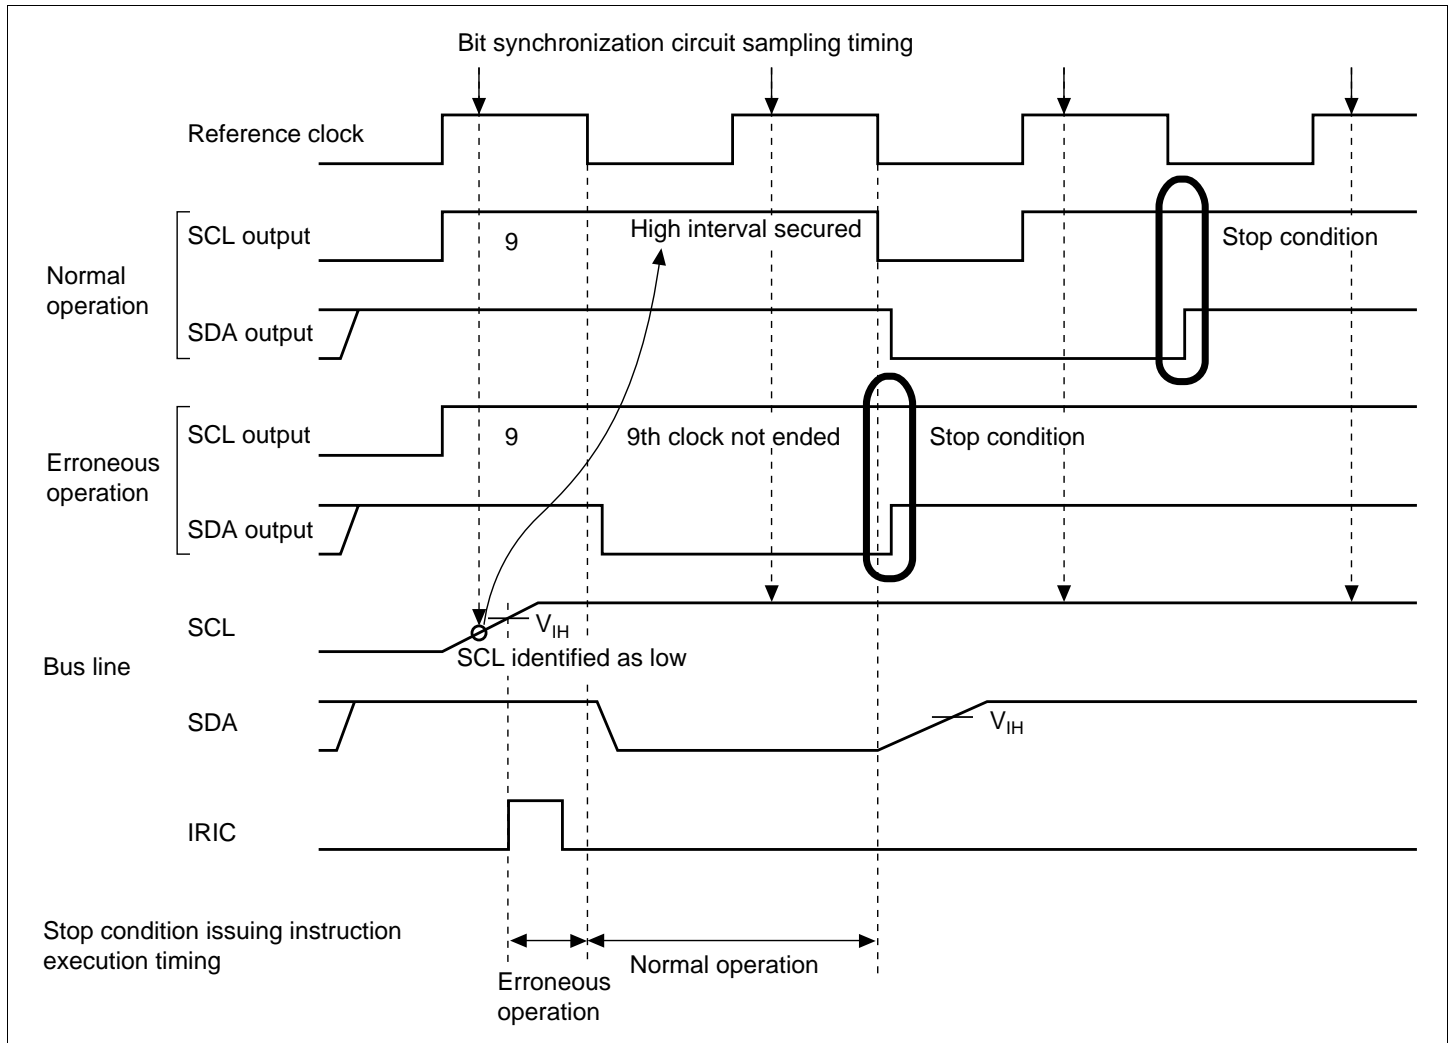 Bit synchronization circuit sampling timing
Reference clock
SCL output
9
High interval secured
Stop condition
Normal
operation
SDA output
SCL output
9
9th clock not ended
Stop condition
Erroneous
operation
SDA output
SCL
VIH
SCL identified as low
Bus line
SDA
VIH
IRIC
Stop condition issuing instruction
execution timing
Normal operation
Erroneous
operation